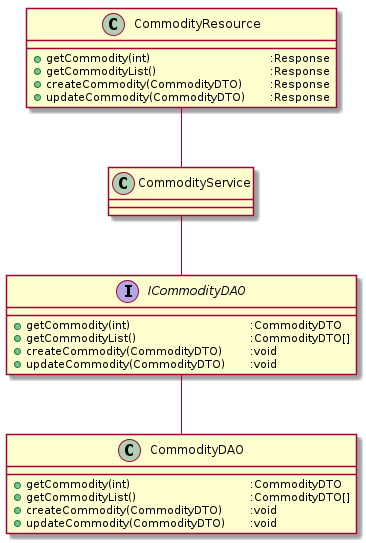 C CommodityResource
getCommodity(int) :Response
getCommodityList() :Response
createCommodity(CommodityDTO) :Response
updateCommodity(CommodityDTO) :Response
C CommodityService
I ICommodityDAO
getCommodity(int) :CommodityDTO
getCommodityList() :CommodityDTO[]
createCommodity(CommodityDTO) :void
updateCommodity(CommodityDTO) :void
C CommodityDAO
getCommodity(int) :CommodityDTO
getCommodityList() :CommodityDTO[]
createCommodity(CommodityDTO) :void
updateCommodity(CommodityDTO) :void